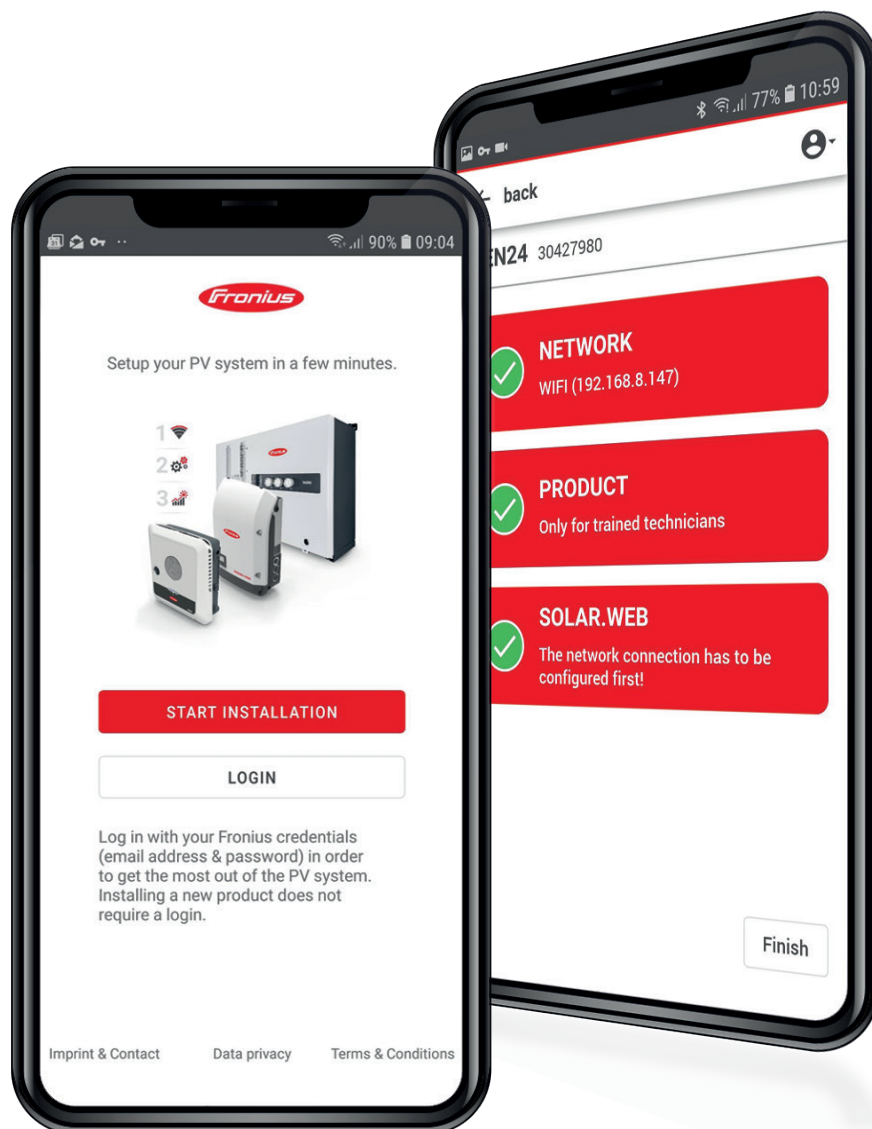 90% 09:04
Fronius
Setup your PV system in a few minutes.
1
2
3
START INSTALLATION
LOGIN
Log in with your Fronius credentials
(email address & password) in order
to get the most out of the PV system.
Installing a new product does not
require a login.
Imprint & Contact Data privacy Terms & Conditions
77% 10:59
back
EN24 30427980
NETWORK
WIFI (192.168.8.147)
PRODUCT
Only for trained technicians
SOLAR.WEB
The network connection has to be
configured first!
Finish